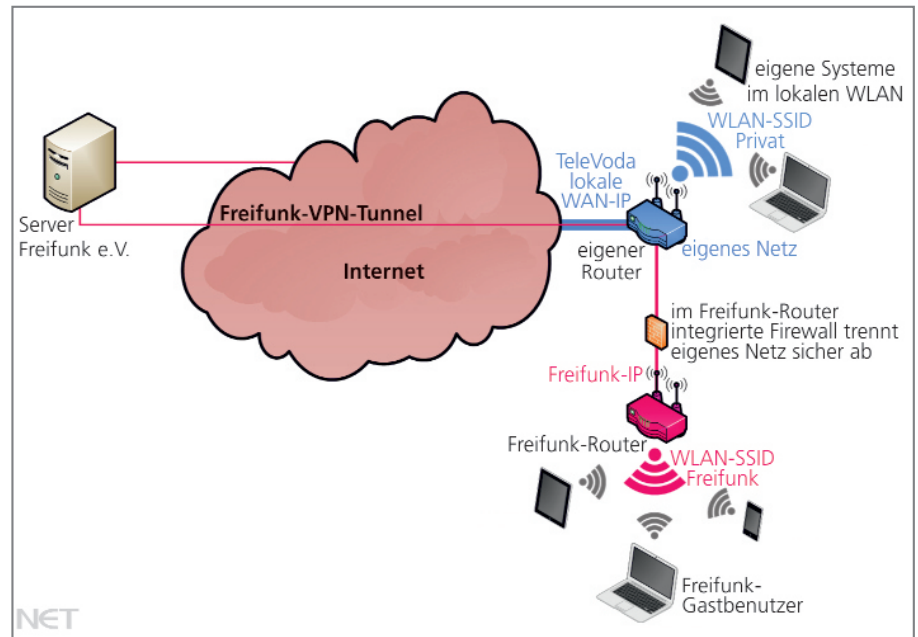 eigene Systeme
im lokalen WLAN
WLAN-SSID
Privat
TeleVoda
lokale
WAN-IP
Freifunk-VPN-Tunnel
Server
Freifunk e.V.
Internet
eigener
Router
eigenes Netz
im Freifunk-Router
integrierte Firewall trennt
eigenes Netz sicher ab
Freifunk-IP
Freifunk-Router
WLAN-SSID
Freifunk
Freifunk-
Gastbenutzer
NET